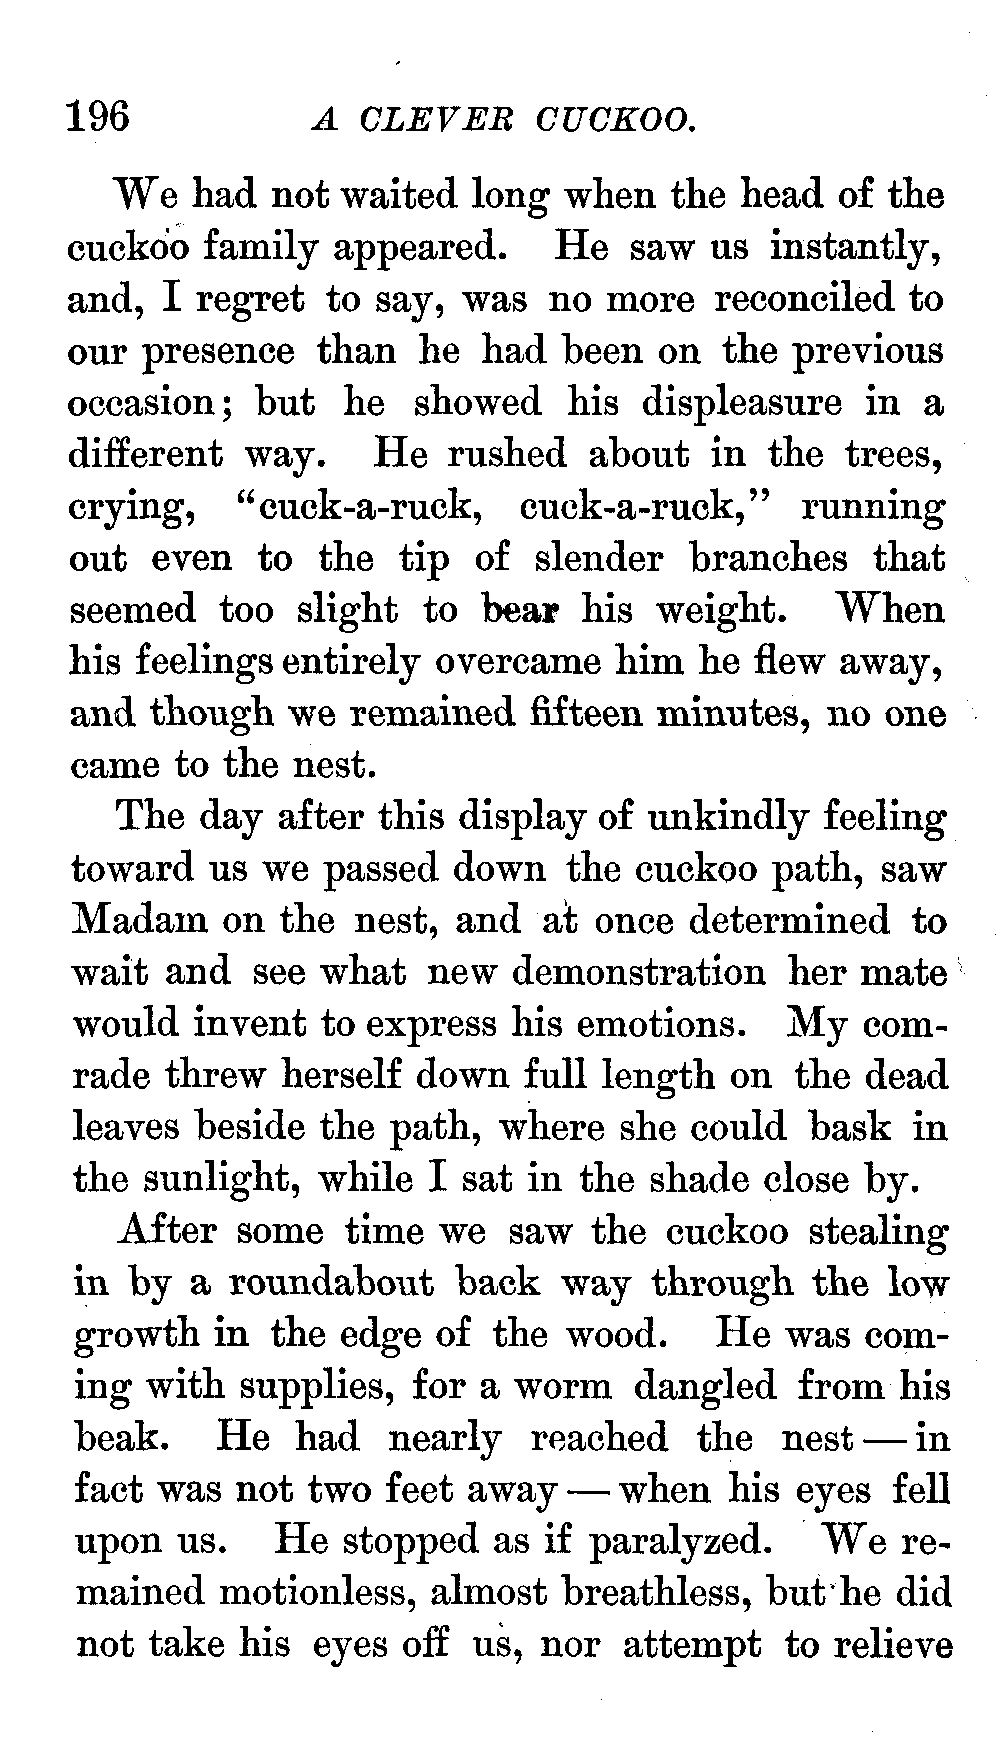 196 A CLEVER CUCKOO.
We had not waited long when the head of the
cuckoo family appeared. He saw us instantly,
and, I regret to say, was no more reconciled to
our presence than he had been on the previous
occasion; but he showed his displeasure in a
different way. He rushed about in the trees,
crying, "cuck-a-ruck, cuck-a-ruck," running
out even to the tip of slender branches that
seemed too slight to bear his weight. When
his feelings entirely overcame him he flew away,
and though we remained fifteen minutes, no one
came to the nest.
The day after this display of unkindly feeling
toward us we passed down the cuckoo path, saw
Madam on the nest, and at once determined to
wait and see what new demonstration her mate
would invent to express his emotions. My com-
rade threw herself down full length on the dead
leaves beside the path, where she could bask in
the sunlight, while I sat in the shade close by.
After some time we saw the cuckoo stealing
in by a roundabout back way through the low
growth in the edge of the wood. He was com-
ing with supplies, for a worm dangled from his
beak. He had nearly reached the nest — in
fact was not two feet away — when his eyes fell
upon us. He stopped as if paralyzed. We re-
mained motionless, almost breathless, but he did
not take his eyes off us, nor attempt to relieve